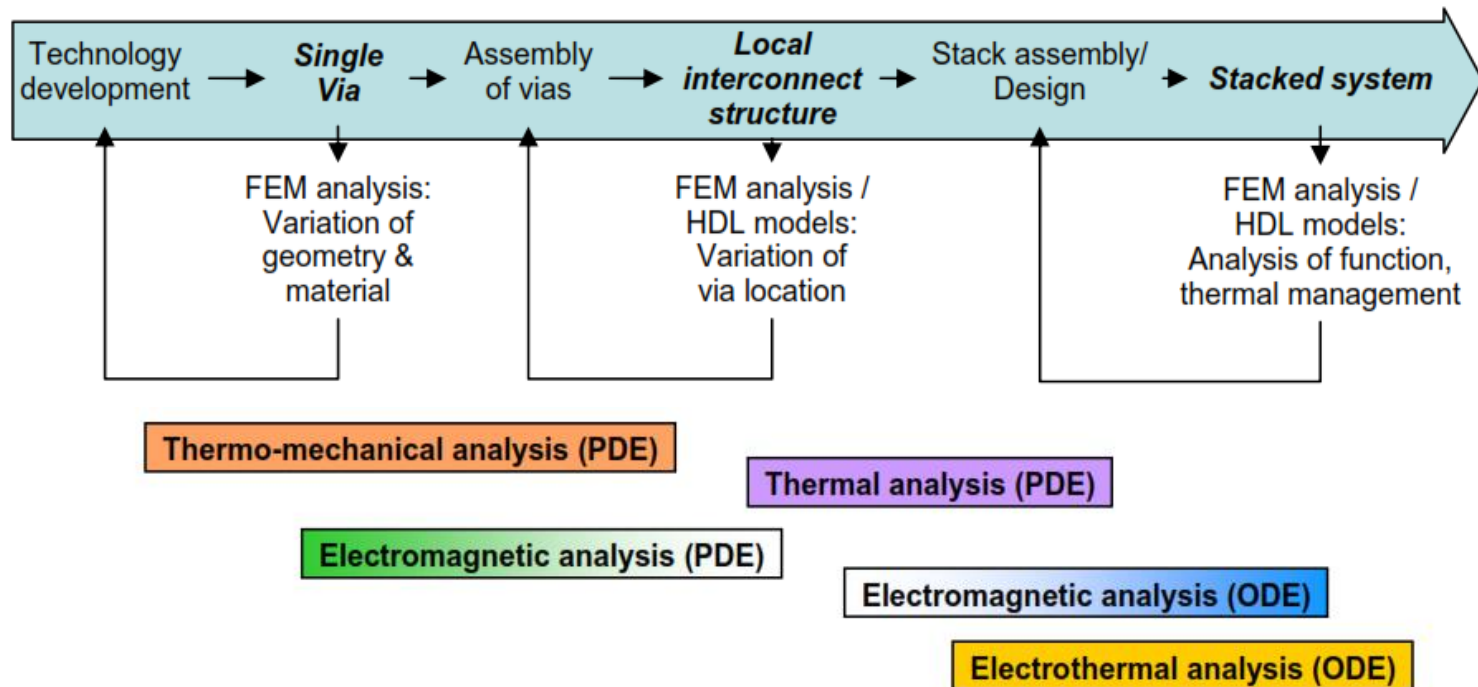 Technology
development
Single
Via
Assembly
of vias
Local
interconnect
structure
Stack assembly/
Design
Stacked system
FEM analysis:
Variation of
geometry &
material
FEM analysis /
HDL models:
Variation of
via location
FEM analysis /
HDL models:
Analysis of function,
thermal management
Thermo-mechanical analysis (PDE)
Thermal analysis (PDE)
Electromagnetic analysis (PDE)
Electromagnetic analysis (ODE)
Electrothermal analysis (ODE)